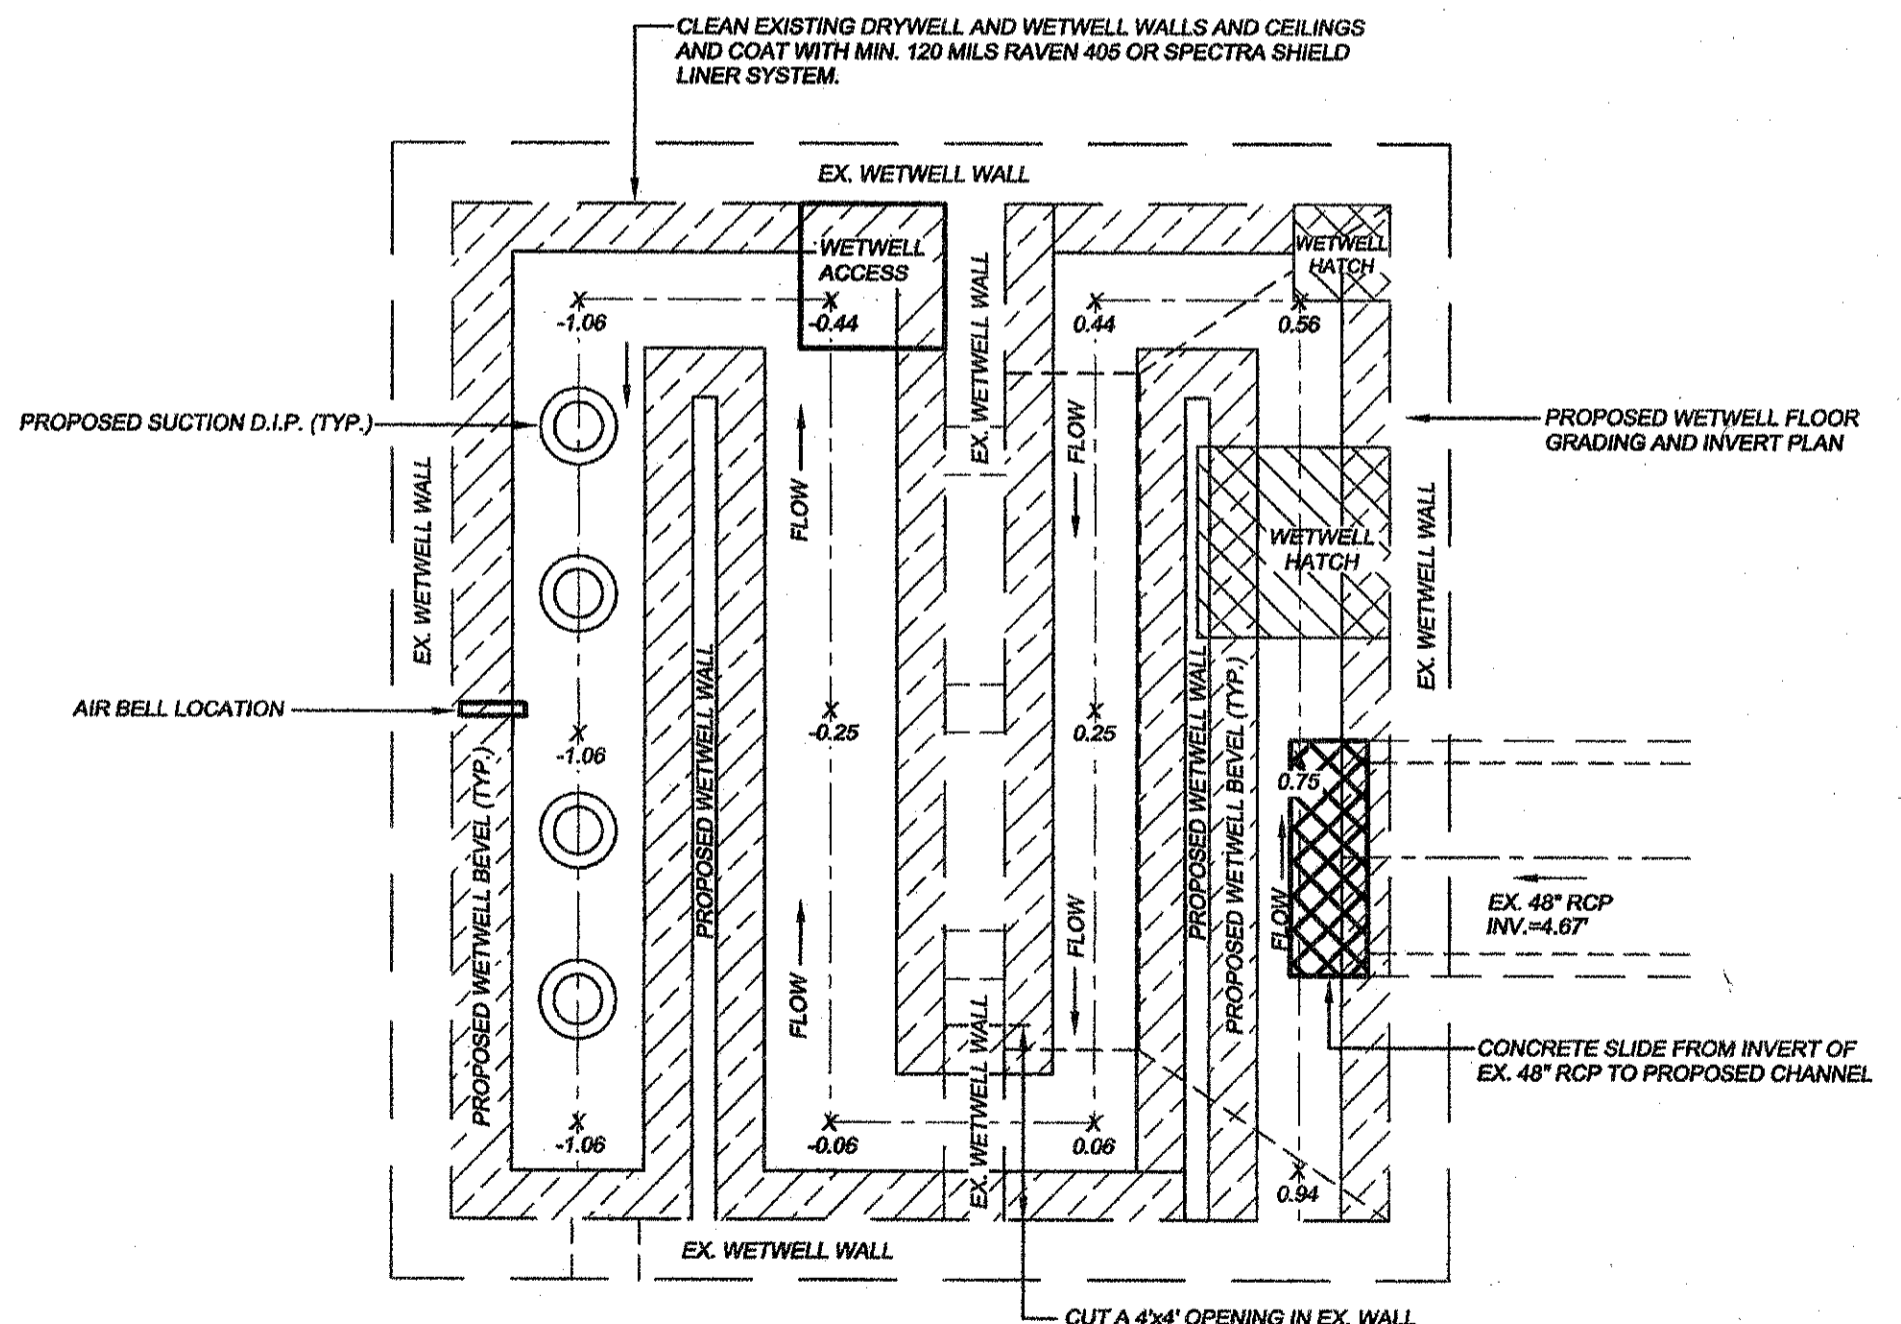 CLEAN EXISTING DRYWELL AND WETWELL WALLS AND CEILINGS
AND COAT WITH MIN. 120 MILS RAVEN 405 OR SPECTRA SHIELD
LINER SYSTEM.
EX. WETWELL WALL
WETWELL
ACCESS
EX. WETWELL WALL
WETWELL
HATCH
-1.06
-0.44
0.44
0.56
PROPOSED SUCTION D.I.P. (TYP.)
PROPOSED WETWELL FLOOR
GRADING AND INVERT PLAN
FLOW
FLOW
EX. WETWELL WALL
WETWELL
HATCH
EX. WETWELL WALL
AIR BELL LOCATION
-1.06
-0.25
0.25
0.75
PROPOSED WETWELL BEVEL (TYP.)
PROPOSED WETWELL WALL
PROPOSED WETWELL WALL
PROPOSED WETWELL BEVEL (TYP.)
FLOW
FLOW
FLOW
EX. 48" RCP
INV.=4.67'
EX. WETWELL WALL
CONCRETE SLIDE FROM INVERT OF
EX. 48" RCP TO PROPOSED CHANNEL
-1.06
-0.06
0.06
0.94
EX. WETWELL WALL
CUT A 4'x4' OPENING IN EX. WALL